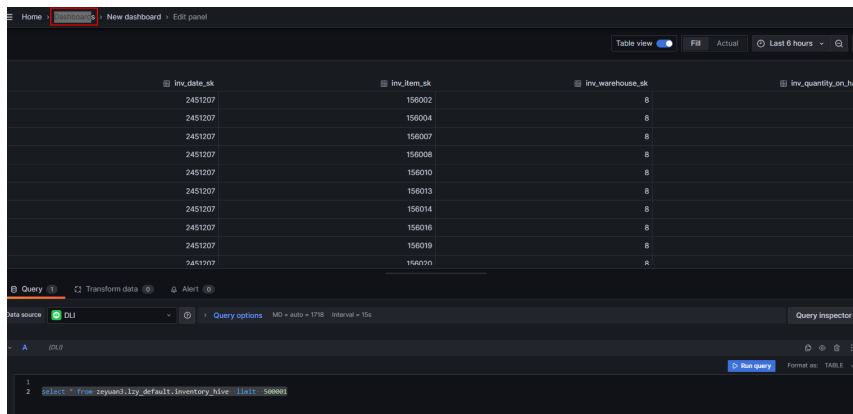 Home › Dashboards › New dashboard › Edit panel
Table view Fill Actual Last 6 hours
inv_date_sk inv_item_sk inv_warehouse_sk inv_quantity_on_ha
2451207 156002 8
2451207 156004 8
2451207 156007 8
2451207 156008 8
2451207 156010 8
2451207 156013 8
2451207 156014 8
2451207 156016 8
2451207 156019 8
2451207 156020 8
Query 1 Transform data 0 Alert 0
Data source DLI › Query options MD = auto = 1718 Interval = 15s Query inspector
A (DLI)
Run query Format as: TABLE
1
2 select * from zeyuan3.lzy_default.inventory_hive limit 500001